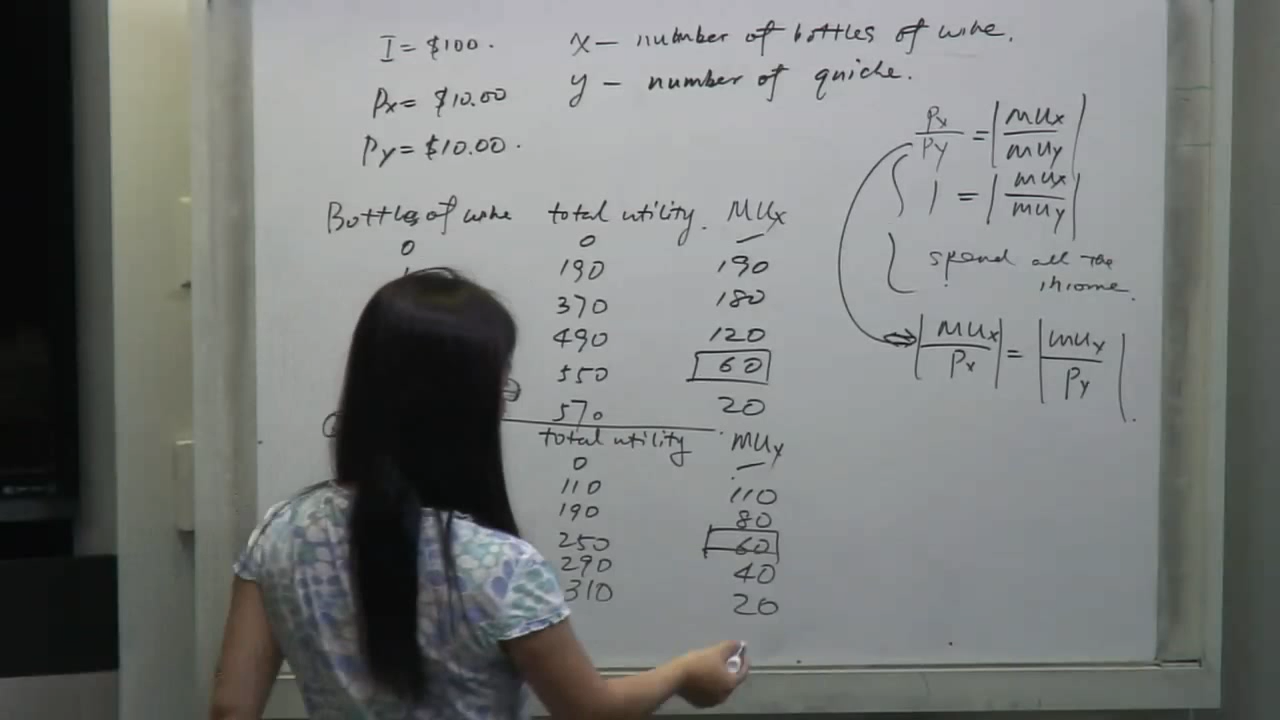 I = $100.
x – number of bottles of wine.
Px = $10.00
y – number of quiche.
Py = $10.00.
Px/Py = |MUx/MUy|
1 = |MUx/MUy|
spend all the income.
|MUx/Px| = |MUy/Py|
Bottles of wine total utility. MUx
0 0 –
190 190
370 180
490 120
550 60
570 20
total utility MUy
0 –
110 110
190 80
250 60
290 40
310 20